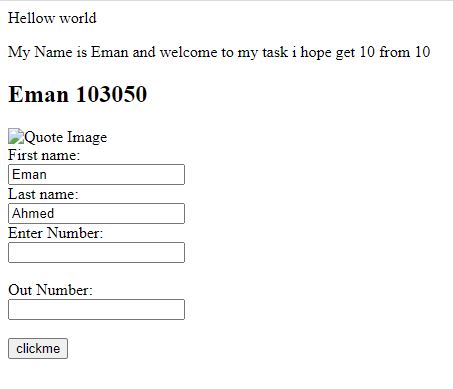 Hellow world
My Name is Eman and welcome to my task i hope get 10 from 10
Eman 103050
Quote Image
First name:
Eman
Last name:
Ahmed
Enter Number:
Out Number:
clickme